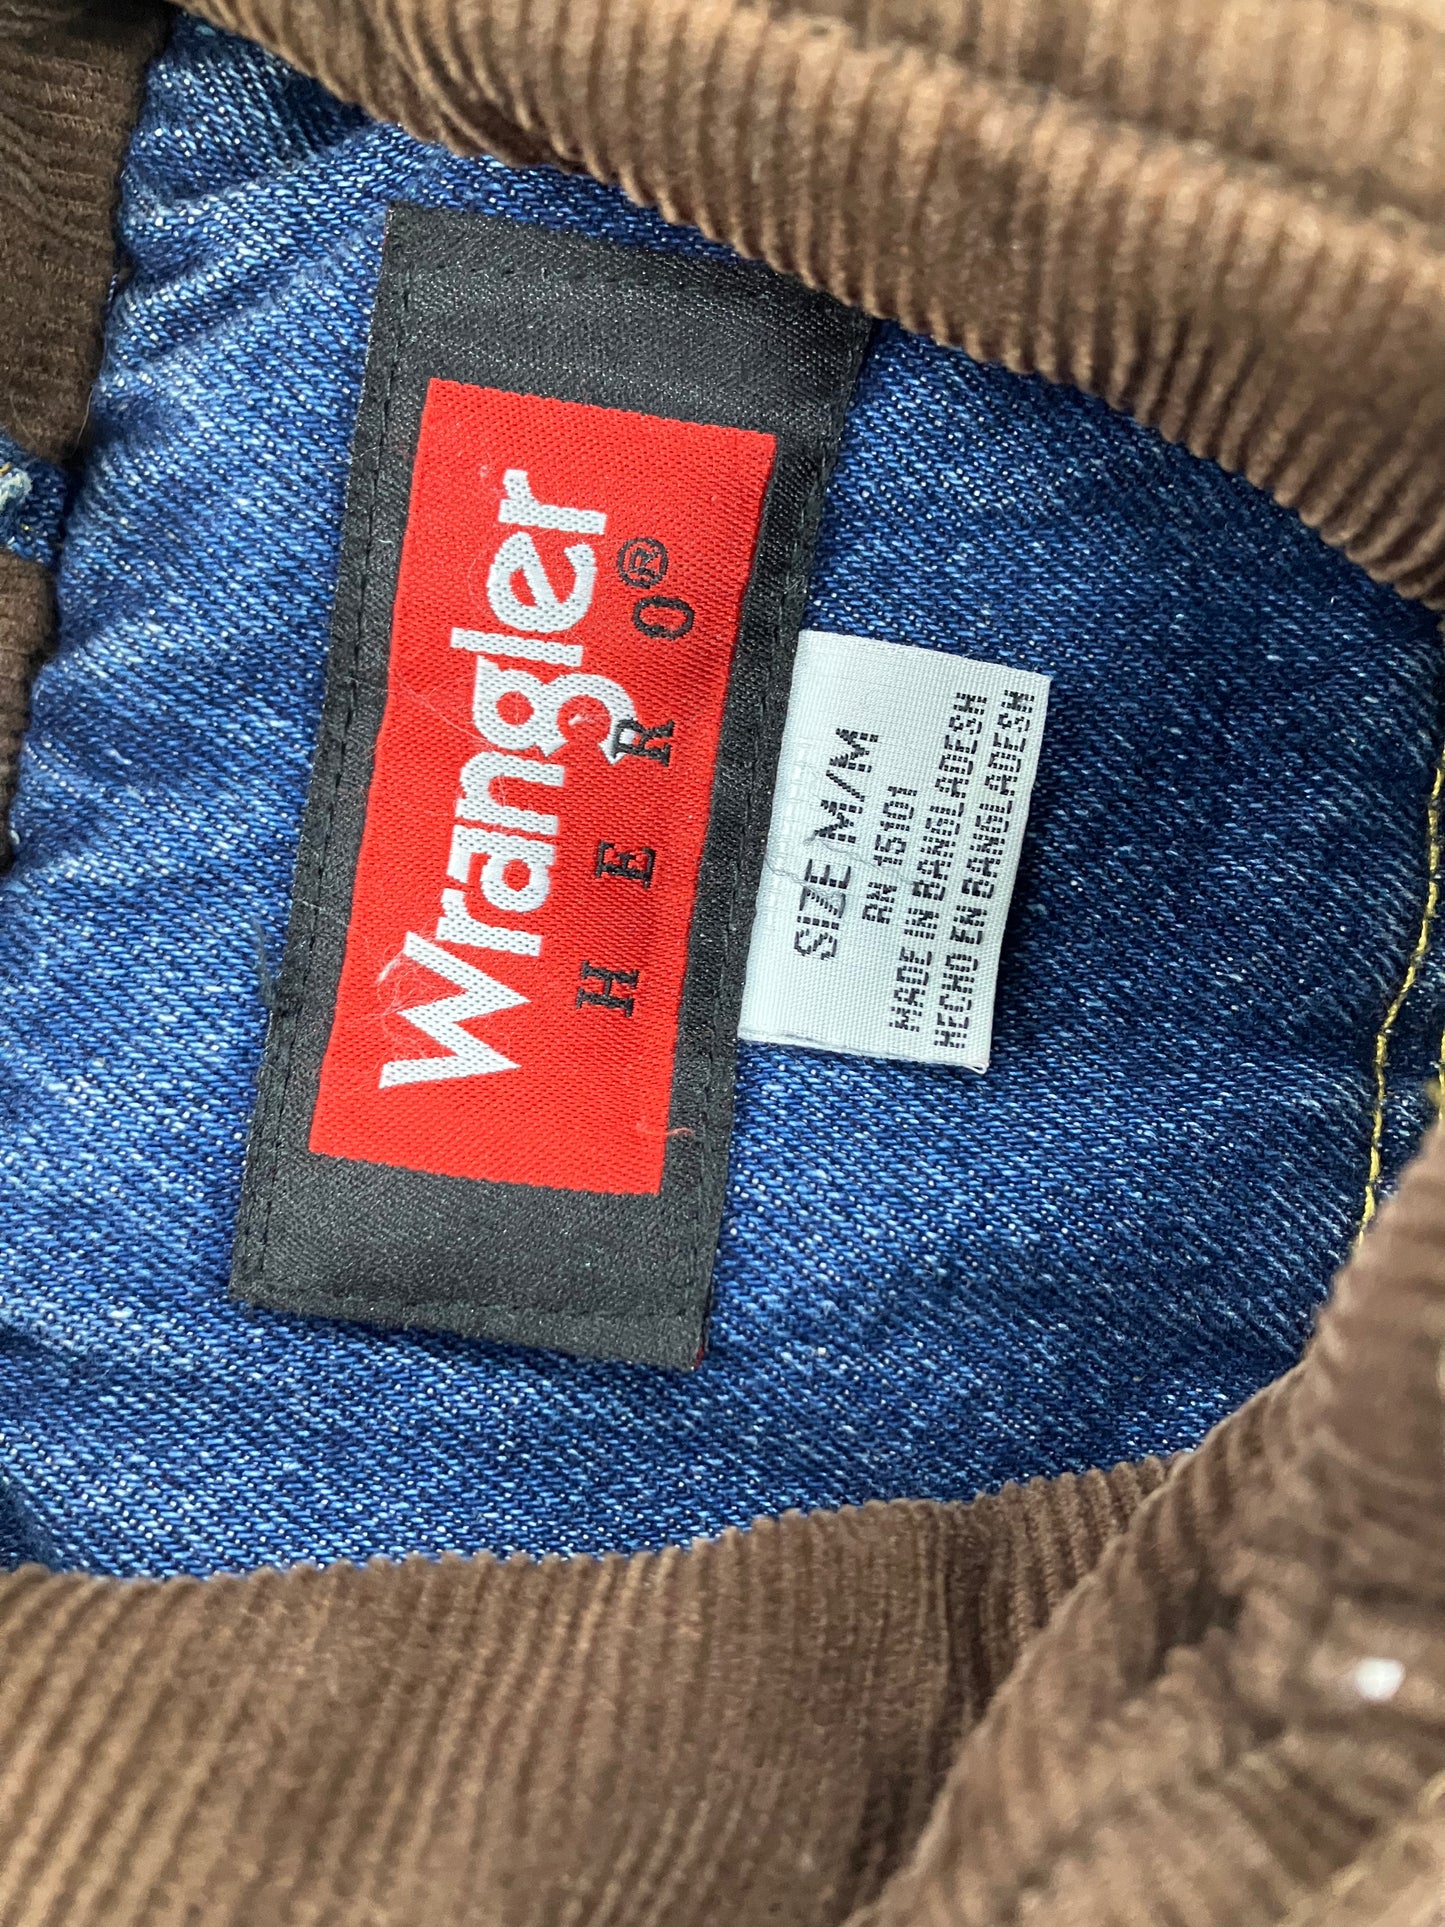 Wrangler
HERO®
SIZE M/M
RN 15101
MADE IN BANGLADESH
HECHO EN BANGLADESH